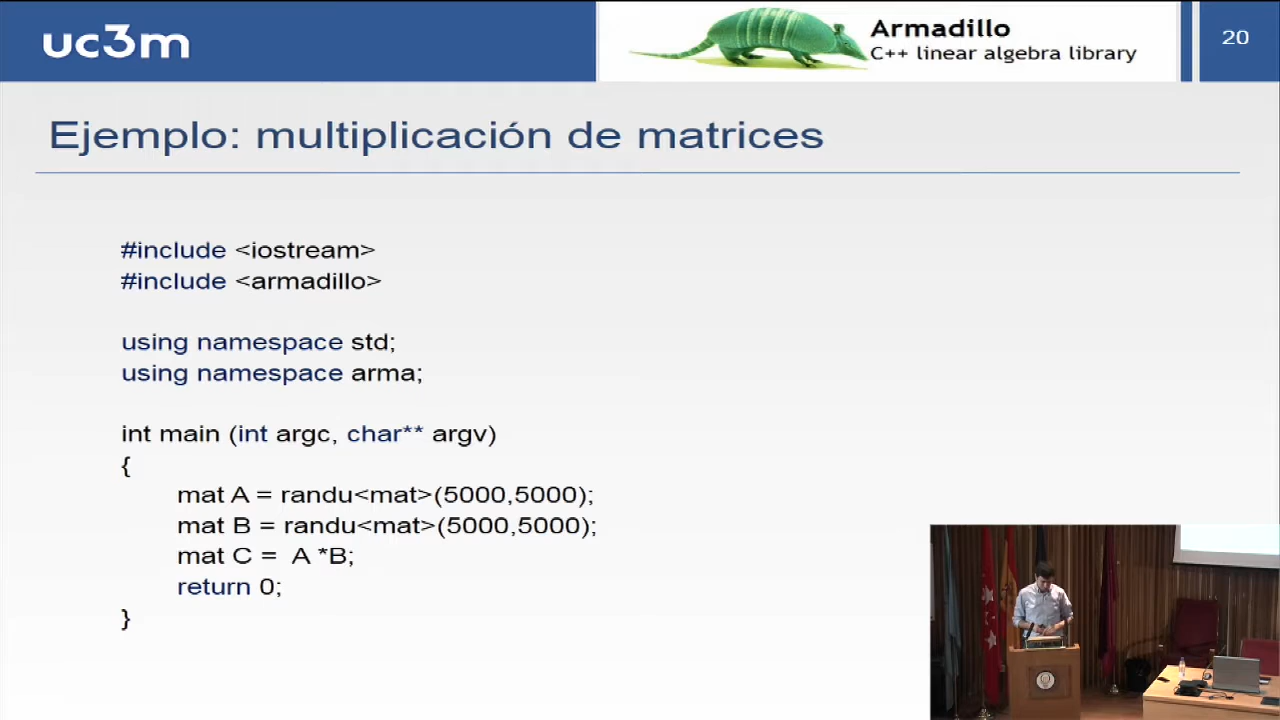 uc3m
Armadillo
C++ linear algebra library
20
Ejemplo: multiplicación de matrices
#include <iostream>
#include <armadillo>
using namespace std;
using namespace arma;
int main (int argc, char** argv)
{
mat A = randu<mat>(5000,5000);
mat B = randu<mat>(5000,5000);
mat C =  A *B;
return 0;
}